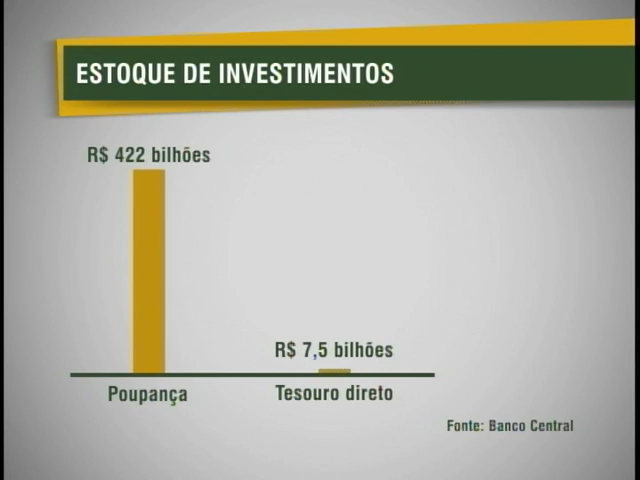 ESTOQUE DE INVESTIMENTOS
R$ 422 bilhões
R$ 7,5 bilhões
Poupança
Tesouro direto
Fonte: Banco Central